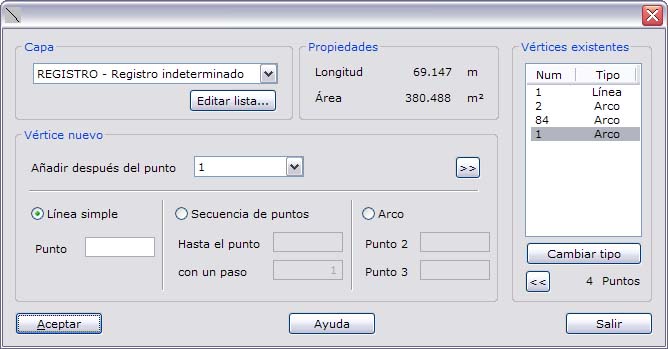 Capa
REGISTRO - Registro indeterminado
Editar lista...
Propiedades
Longitud 69.147 m
Área 380.488 m²
Vértices existentes
Num Tipo
1 Línea
2 Arco
84 Arco
1 Arco
Cambiar tipo
<< 4 Puntos
Vértice nuevo
Añadir después del punto 1 >>
Línea simple
Punto
Secuencia de puntos
Hasta el punto
con un paso 1
Arco
Punto 2
Punto 3
Aceptar Ayuda Salir